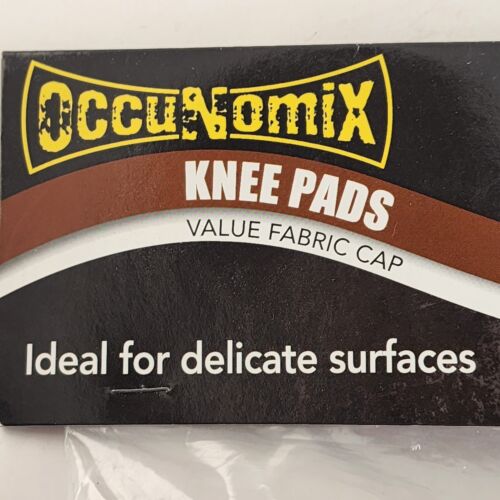 OccuNomiX
KNEE PADS
VALUE FABRIC CAP
Ideal for delicate surfaces